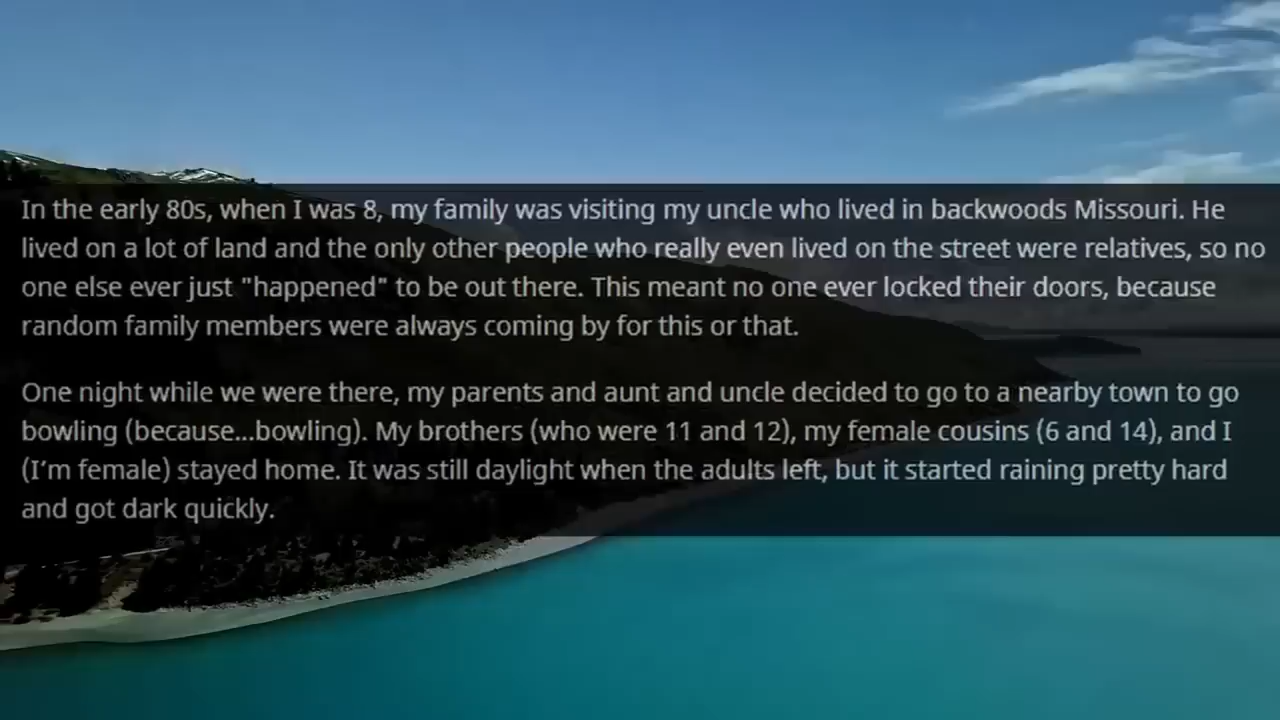 In the early 80s, when I was 8, my family was visiting my uncle who lived in backwoods Missouri. He
lived on a lot of land and the only other people who really even lived on the street were relatives, so no
one else ever just "happened" to be out there. This meant no one ever locked their doors, because
random family members were always coming by for this or that.
One night while we were there, my parents and aunt and uncle decided to go to a nearby town to go
bowling (because...bowling). My brothers (who were 11 and 12), my female cousins (6 and 14), and I
(I’m female) stayed home. It was still daylight when the adults left, but it started raining pretty hard
and got dark quickly.